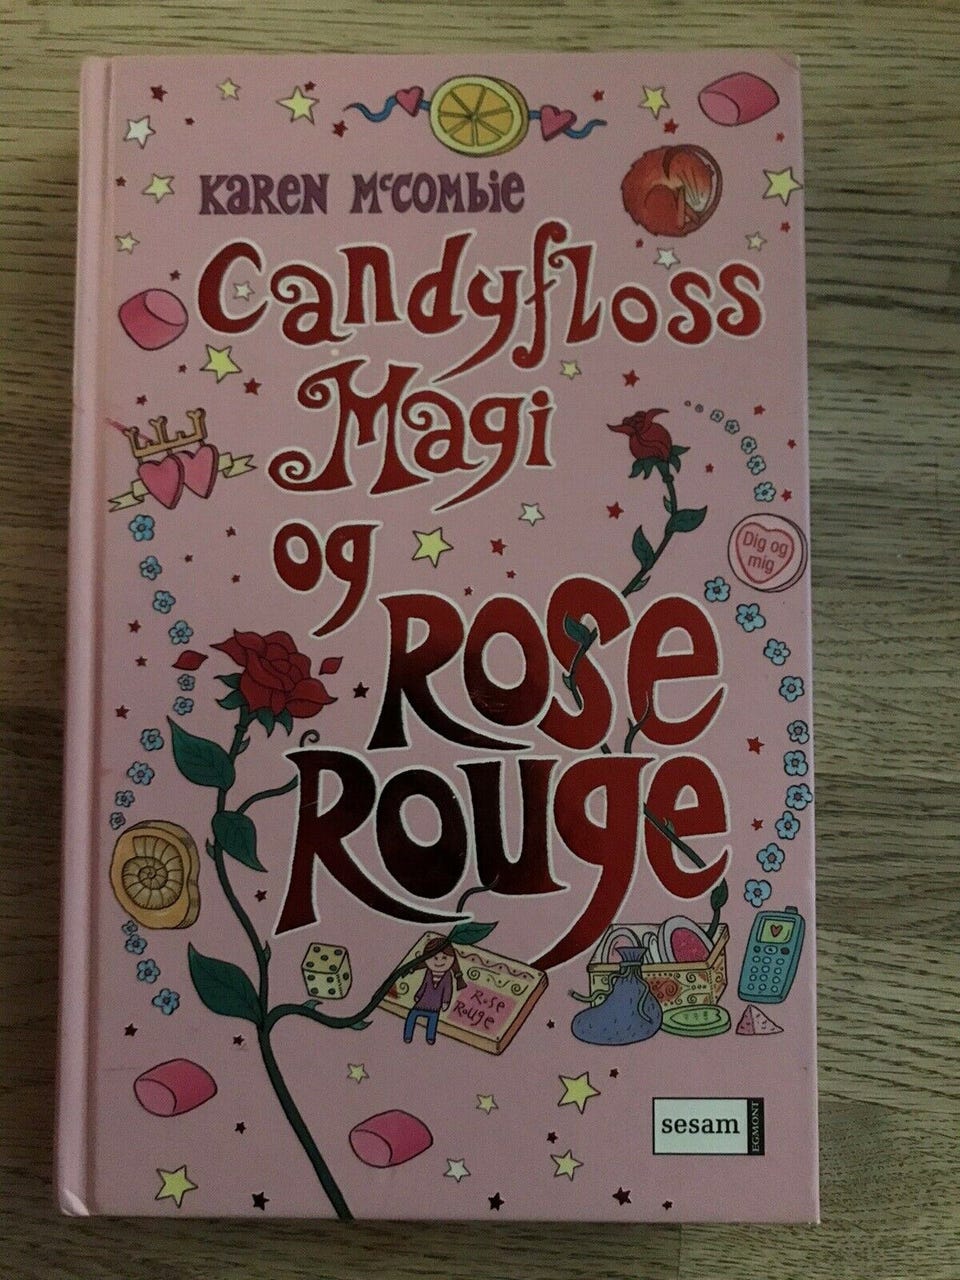 Karen McCombie
Candyfloss
Magi
og
Rose
Rouge
Dig og
mig
Rose
Rouge
sesam
EGMONT